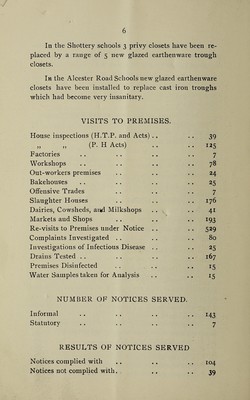 6
In the Shottery schools 3 privy closets have been re-
placed by a range of 5 new glazed earthenware trough
closets.
In the Alcester Road Schools new glazed earthenware
closets have been installed to replace cast iron troughs
which had become very insanitary.
VISITS TO PREMISES.
House inspections (H.T.P. and Acts) .. .. 39
„ „ (P. H Acts) .. .. 125
Factories .. .. .. .. 7
Workshops .. .. .. .. 78
Out-workers premises .. .. .. 24
Bakehouses .. .. .. .. 25
Offensive Trades .. .. .. 7
Slaughter Houses .. .. .. 176
Dairies, Cowsheds, and Milkshops .. .. 41
Markets and Shops .. .. .. 193
Re-visits to Premises under Notice .. .. 529
Complaints Investigated .. .. .. 80
Investigations of Infectious Disease .. .. 25
Drains Tested .. .. .. .. 167
Premises Disinfected .. .. .. 15
Water Samples taken for Analysis .. .. 15
NUMBER OF NOTICES SERVED.
Informal .. .. .. .. 143
Statutory .. .. .. .. 7
RESULTS OF NOTICES SERVED
Notices complied with .. .. .. 104
Notices not complied with. . .. .. 39